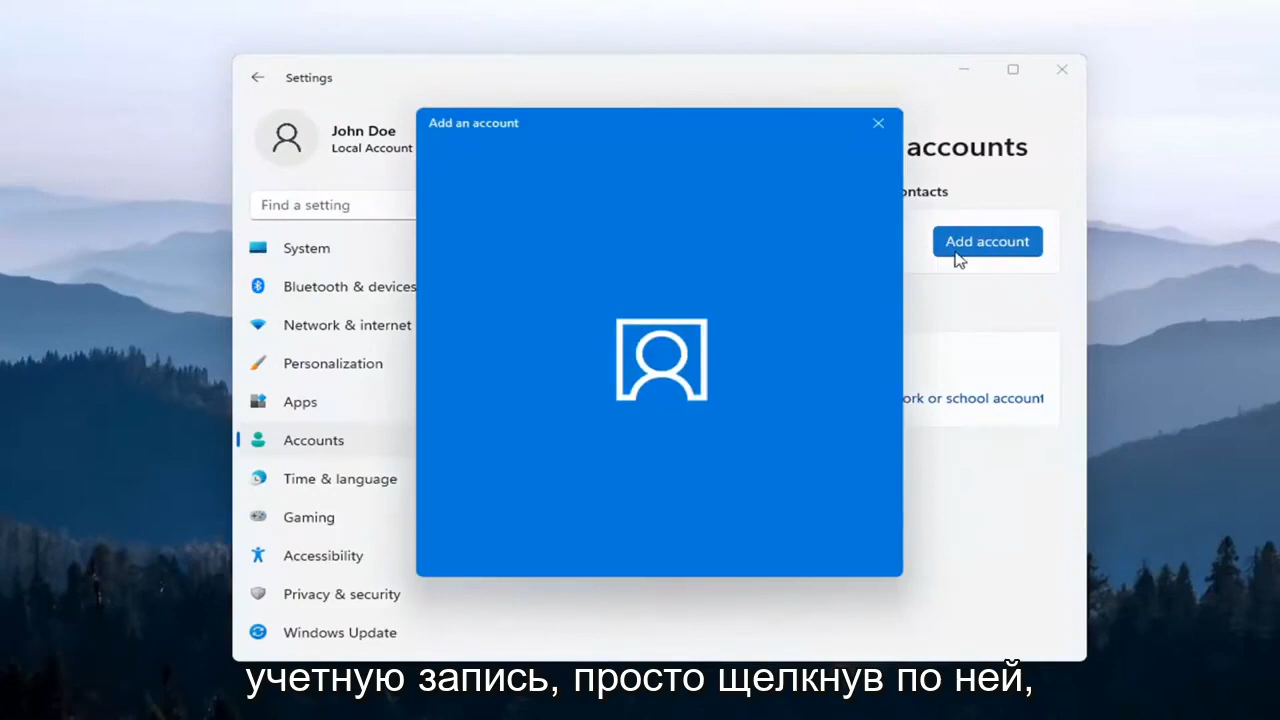 Settings
Add an account
John Doe
Local Account
accounts
ontacts
Find a setting
Add account
System
Bluetooth & devices
Network & internet
Personalization
Apps
ork or school account
Accounts
Time & language
Gaming
Accessibility
Privacy & security
Windows Update
учетную запись, просто щелкнув по ней,